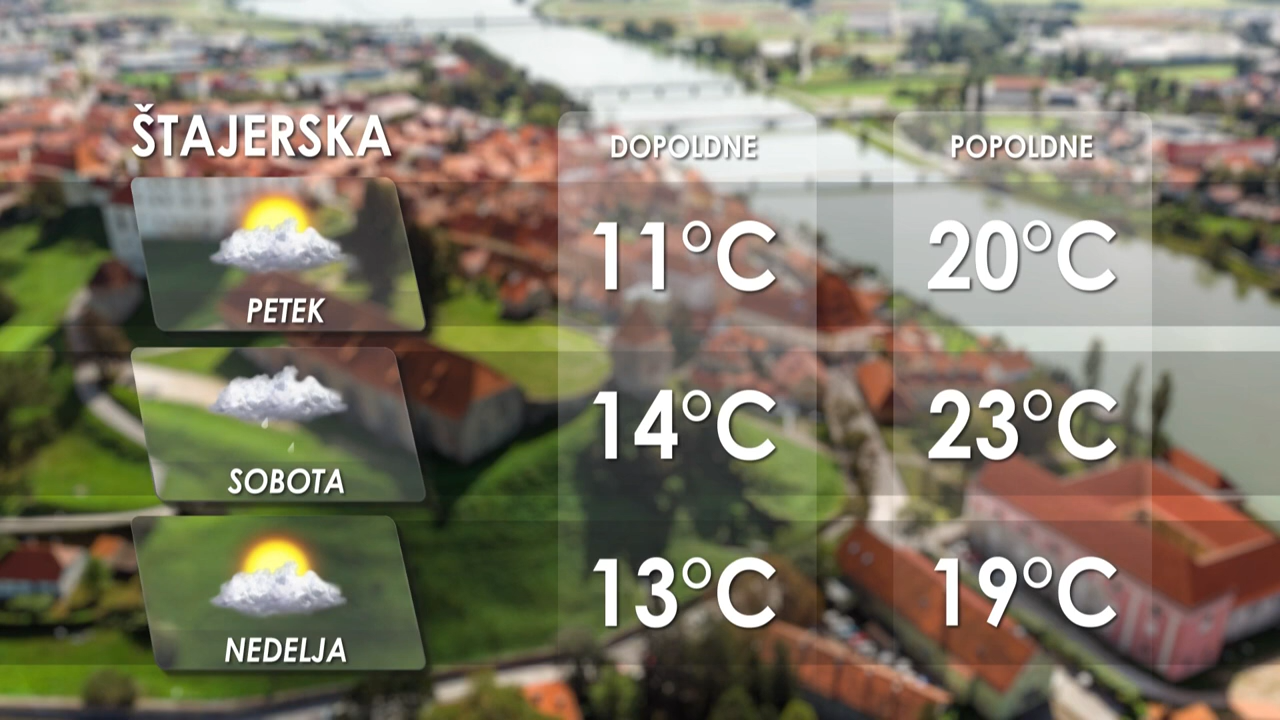 ŠTAJERSKA
DOPOLDNE POPOLDNE
PETEK 11°C 20°C
SOBOTA 14°C 23°C
NEDELJA 13°C 19°C